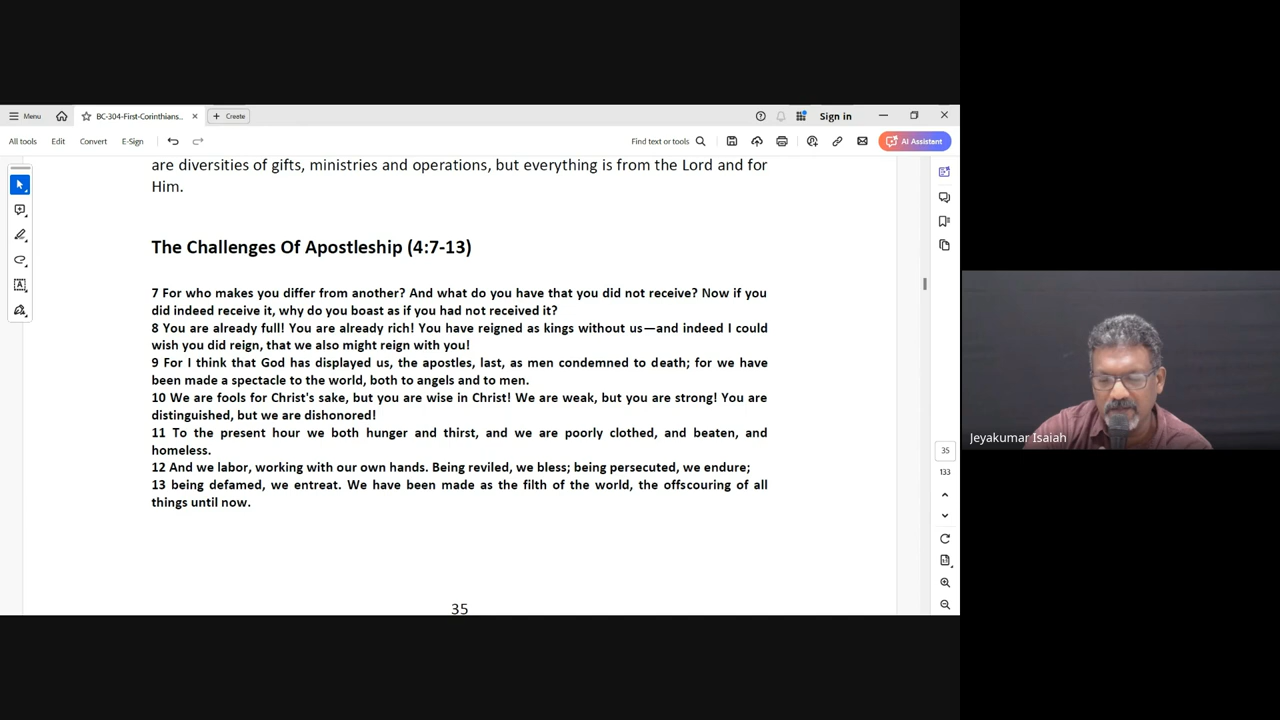 Menu
BC-304-First-Corinthians...
Create
Sign in
All tools
Edit
Convert
E-Sign
Find text or tools
AI Assistant
are diversities of gifts, ministries and operations, but everything is from the Lord and for
Him.
The Challenges Of Apostleship (4:7-13)
7 For who makes you differ from another? And what do you have that you did not receive? Now if you
did indeed receive it, why do you boast as if you had not received it?
8 You are already full! You are already rich! You have reigned as kings without us—and indeed I could
wish you did reign, that we also might reign with you!
9 For I think that God has displayed us, the apostles, last, as men condemned to death; for we have
been made a spectacle to the world, both to angels and to men.
10 We are fools for Christ's sake, but you are wise in Christ! We are weak, but you are strong! You are
distinguished, but we are dishonored!
11 To the present hour we both hunger and thirst, and we are poorly clothed, and beaten, and
homeless.
12 And we labor, working with our own hands. Being reviled, we bless; being persecuted, we endure;
13 being defamed, we entreat. We have been made as the filth of the world, the offscouring of all
things until now.
35
35
133
Jeyakumar Isaiah